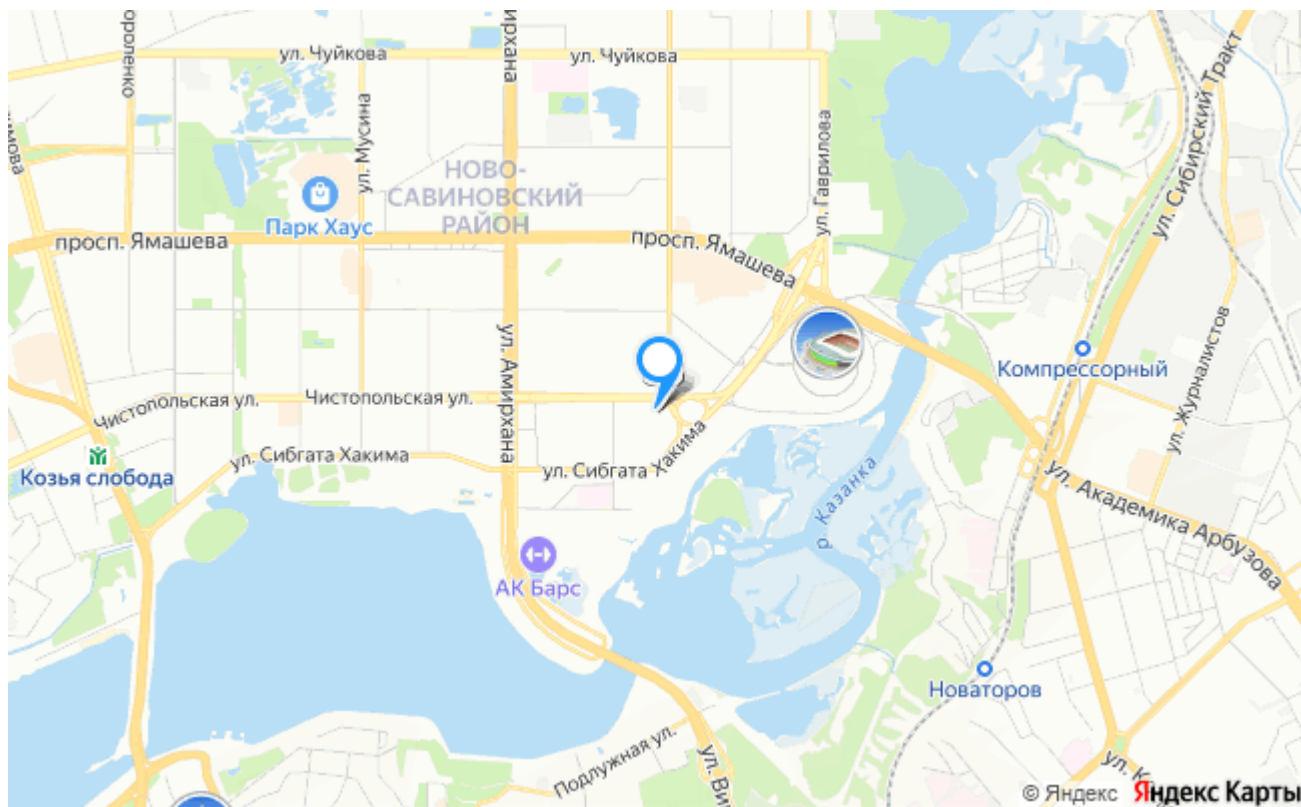 ул. Чуйкова
ул. Чуйкова
ул. Сибирский Тракт
ул. Мусина
ул. Гаврилова
НОВО-
САВИНОВСКИЙ
РАЙОН
Парк Хаус
просп. Ямашева
просп. Ямашева
ул. Журналистов
Компрессорный
ул. Амирхана
Чистопольская ул.
Чистопольская ул.
ул. Сибгата Хакима
ул. Сибгата Хакима
Козья слобода
р. Казанка
ул. Академика Арбузова
АК Барс
Новаторов
Подлужная ул.
© Яндекс Яндекс Карты